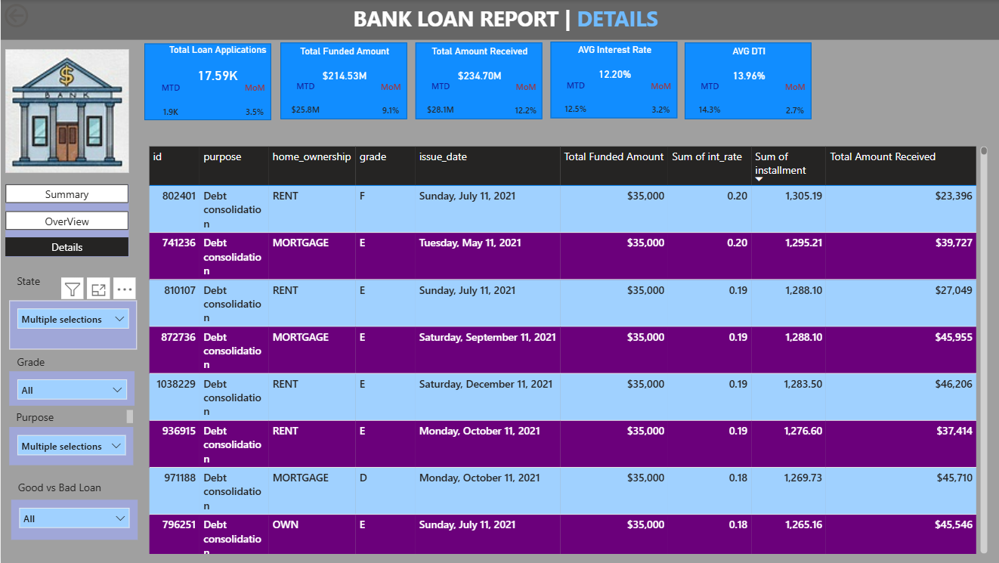 BANK LOAN REPORT | DETAILS
$
BANK
Total Loan Applications
17.59K
MTD MoM
1.9K 3.5%
Total Funded Amount
$214.53M
MTD MoM
$25.8M 9.1%
Total Amount Received
$234.70M
MTD MoM
$28.1M 12.2%
AVG Interest Rate
12.20%
MTD MoM
12.5% 3.2%
AVG DTI
13.96%
MTD MoM
14.3% 2.7%
Summary
OverView
Details
State
Multiple selections
Grade
All
Purpose
Multiple selections
Good vs Bad Loan
All
id purpose home_ownership grade issue_date Total Funded Amount Sum of int_rate Sum of Total Amount Received
installment
802401 Debt RENT F Sunday, July 11, 2021 $35,000 0.20 1,305.19 $23,396
consolidatio
n
741236 Debt MORTGAGE E Tuesday, May 11, 2021 $35,000 0.20 1,295.21 $39,727
consolidatio
n
810107 Debt RENT E Sunday, July 11, 2021 $35,000 0.19 1,288.10 $27,049
consolidatio
n
872736 Debt MORTGAGE E Saturday, September 11, 2021 $35,000 0.19 1,288.10 $45,955
consolidatio
n
1038229 Debt RENT E Saturday, December 11, 2021 $35,000 0.19 1,283.50 $46,206
consolidatio
n
936915 Debt RENT E Monday, October 11, 2021 $35,000 0.19 1,276.60 $37,414
consolidatio
n
971188 Debt MORTGAGE D Monday, October 11, 2021 $35,000 0.18 1,269.73 $45,710
consolidatio
n
796251 Debt OWN E Sunday, July 11, 2021 $35,000 0.18 1,265.16 $45,546
consolidatio
n